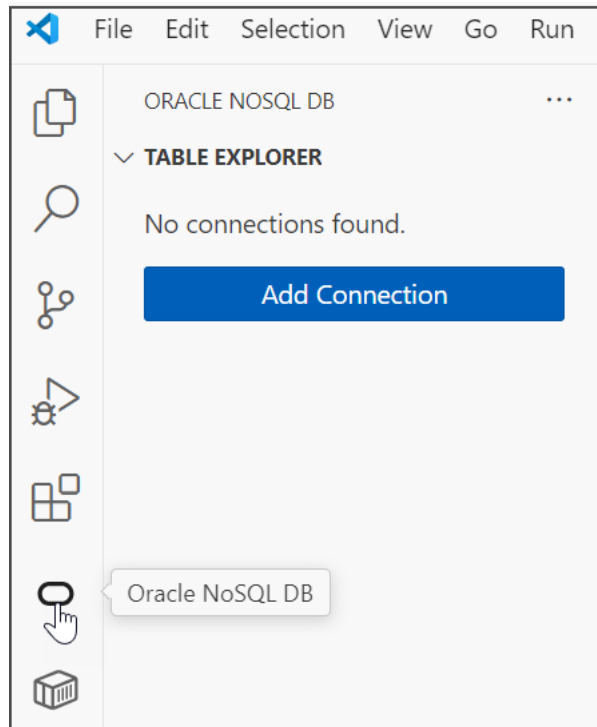 File Edit Selection View Go Run
ORACLE NOSQL DB ...
TABLE EXPLORER
No connections found.
Add Connection
Oracle NoSQL DB